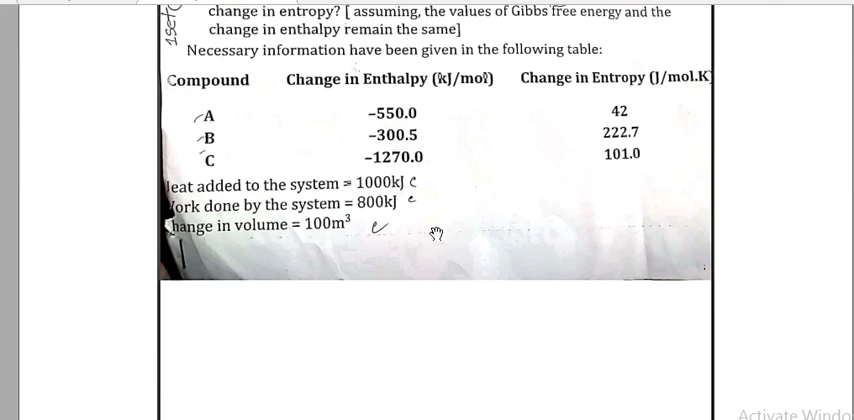 change in entropy? [ assuming, the values of Gibbs free energy and the
change in enthalpy remain the same]
Necessary information have been given in the following table:
Compound Change in Enthalpy (kJ/mol) Change in Entropy (J/mol.K
A -550.0 42
B -300.5 222.7
C -1270.0 101.0
eat added to the system = 1000kJ
ork done by the system = 800kJ
hange in volume = 100m³
Activate Windo